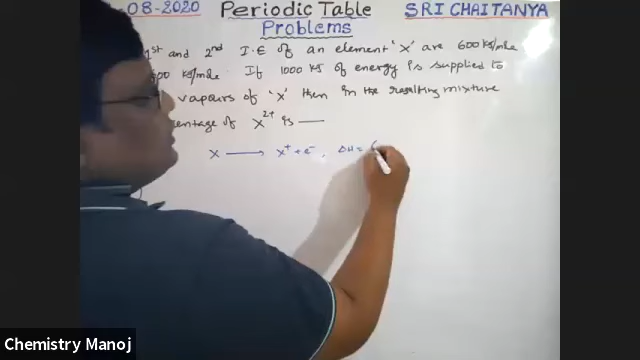 -08-2020 Periodic Table SRI CHAITANYA
Problems
1st and 2nd I.E of an element 'X' are 600 KJ/mole
KJ/mole. If 1000 KJ of energy is supplied to
vapours of 'X' then in the resulting mixture
of X2+ is —
X ⟶ X+ + e-, ΔH =
Chemistry Manoj